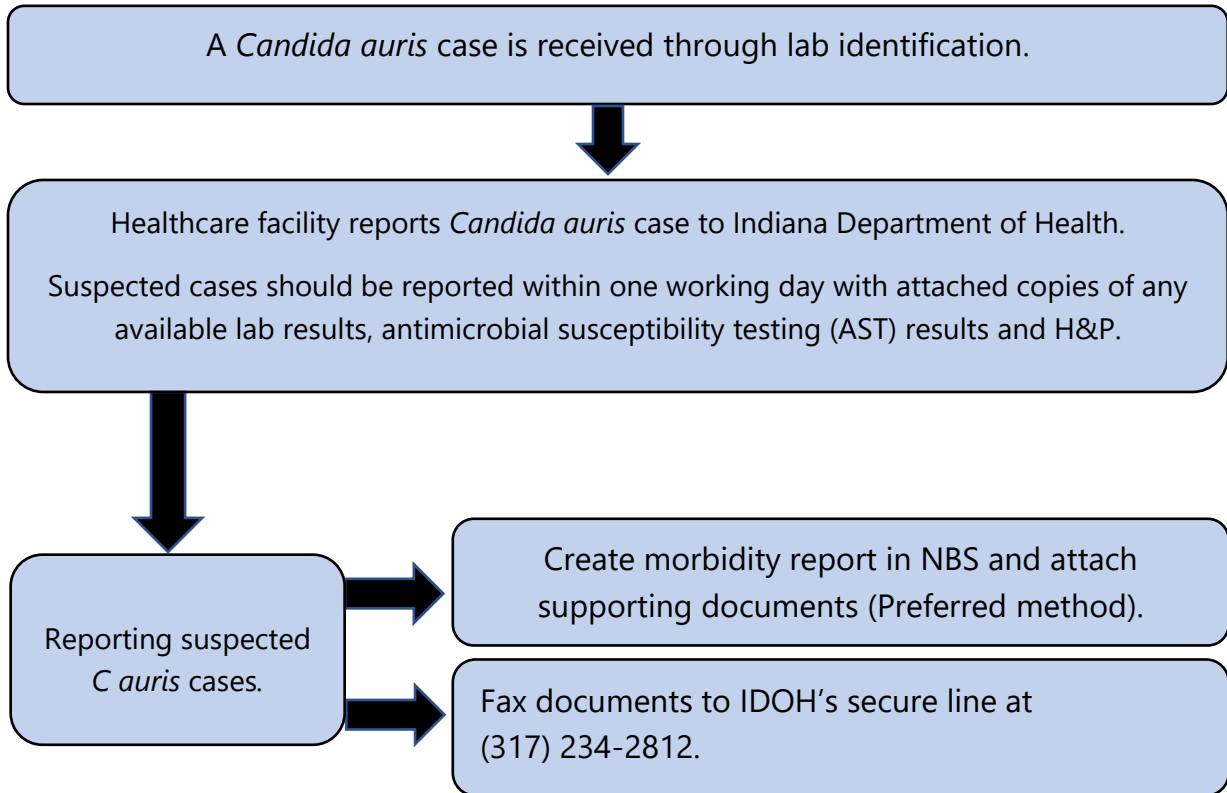 A Candida auris case is received through lab identification.
Healthcare facility reports Candida auris case to Indiana Department of Health.
Suspected cases should be reported within one working day with attached copies of any
available lab results, antimicrobial susceptibility testing (AST) results and H&P.
Reporting suspected
C auris cases.
Create morbidity report in NBS and attach
supporting documents (Preferred method).
Fax documents to IDOH’s secure line at
(317) 234-2812.